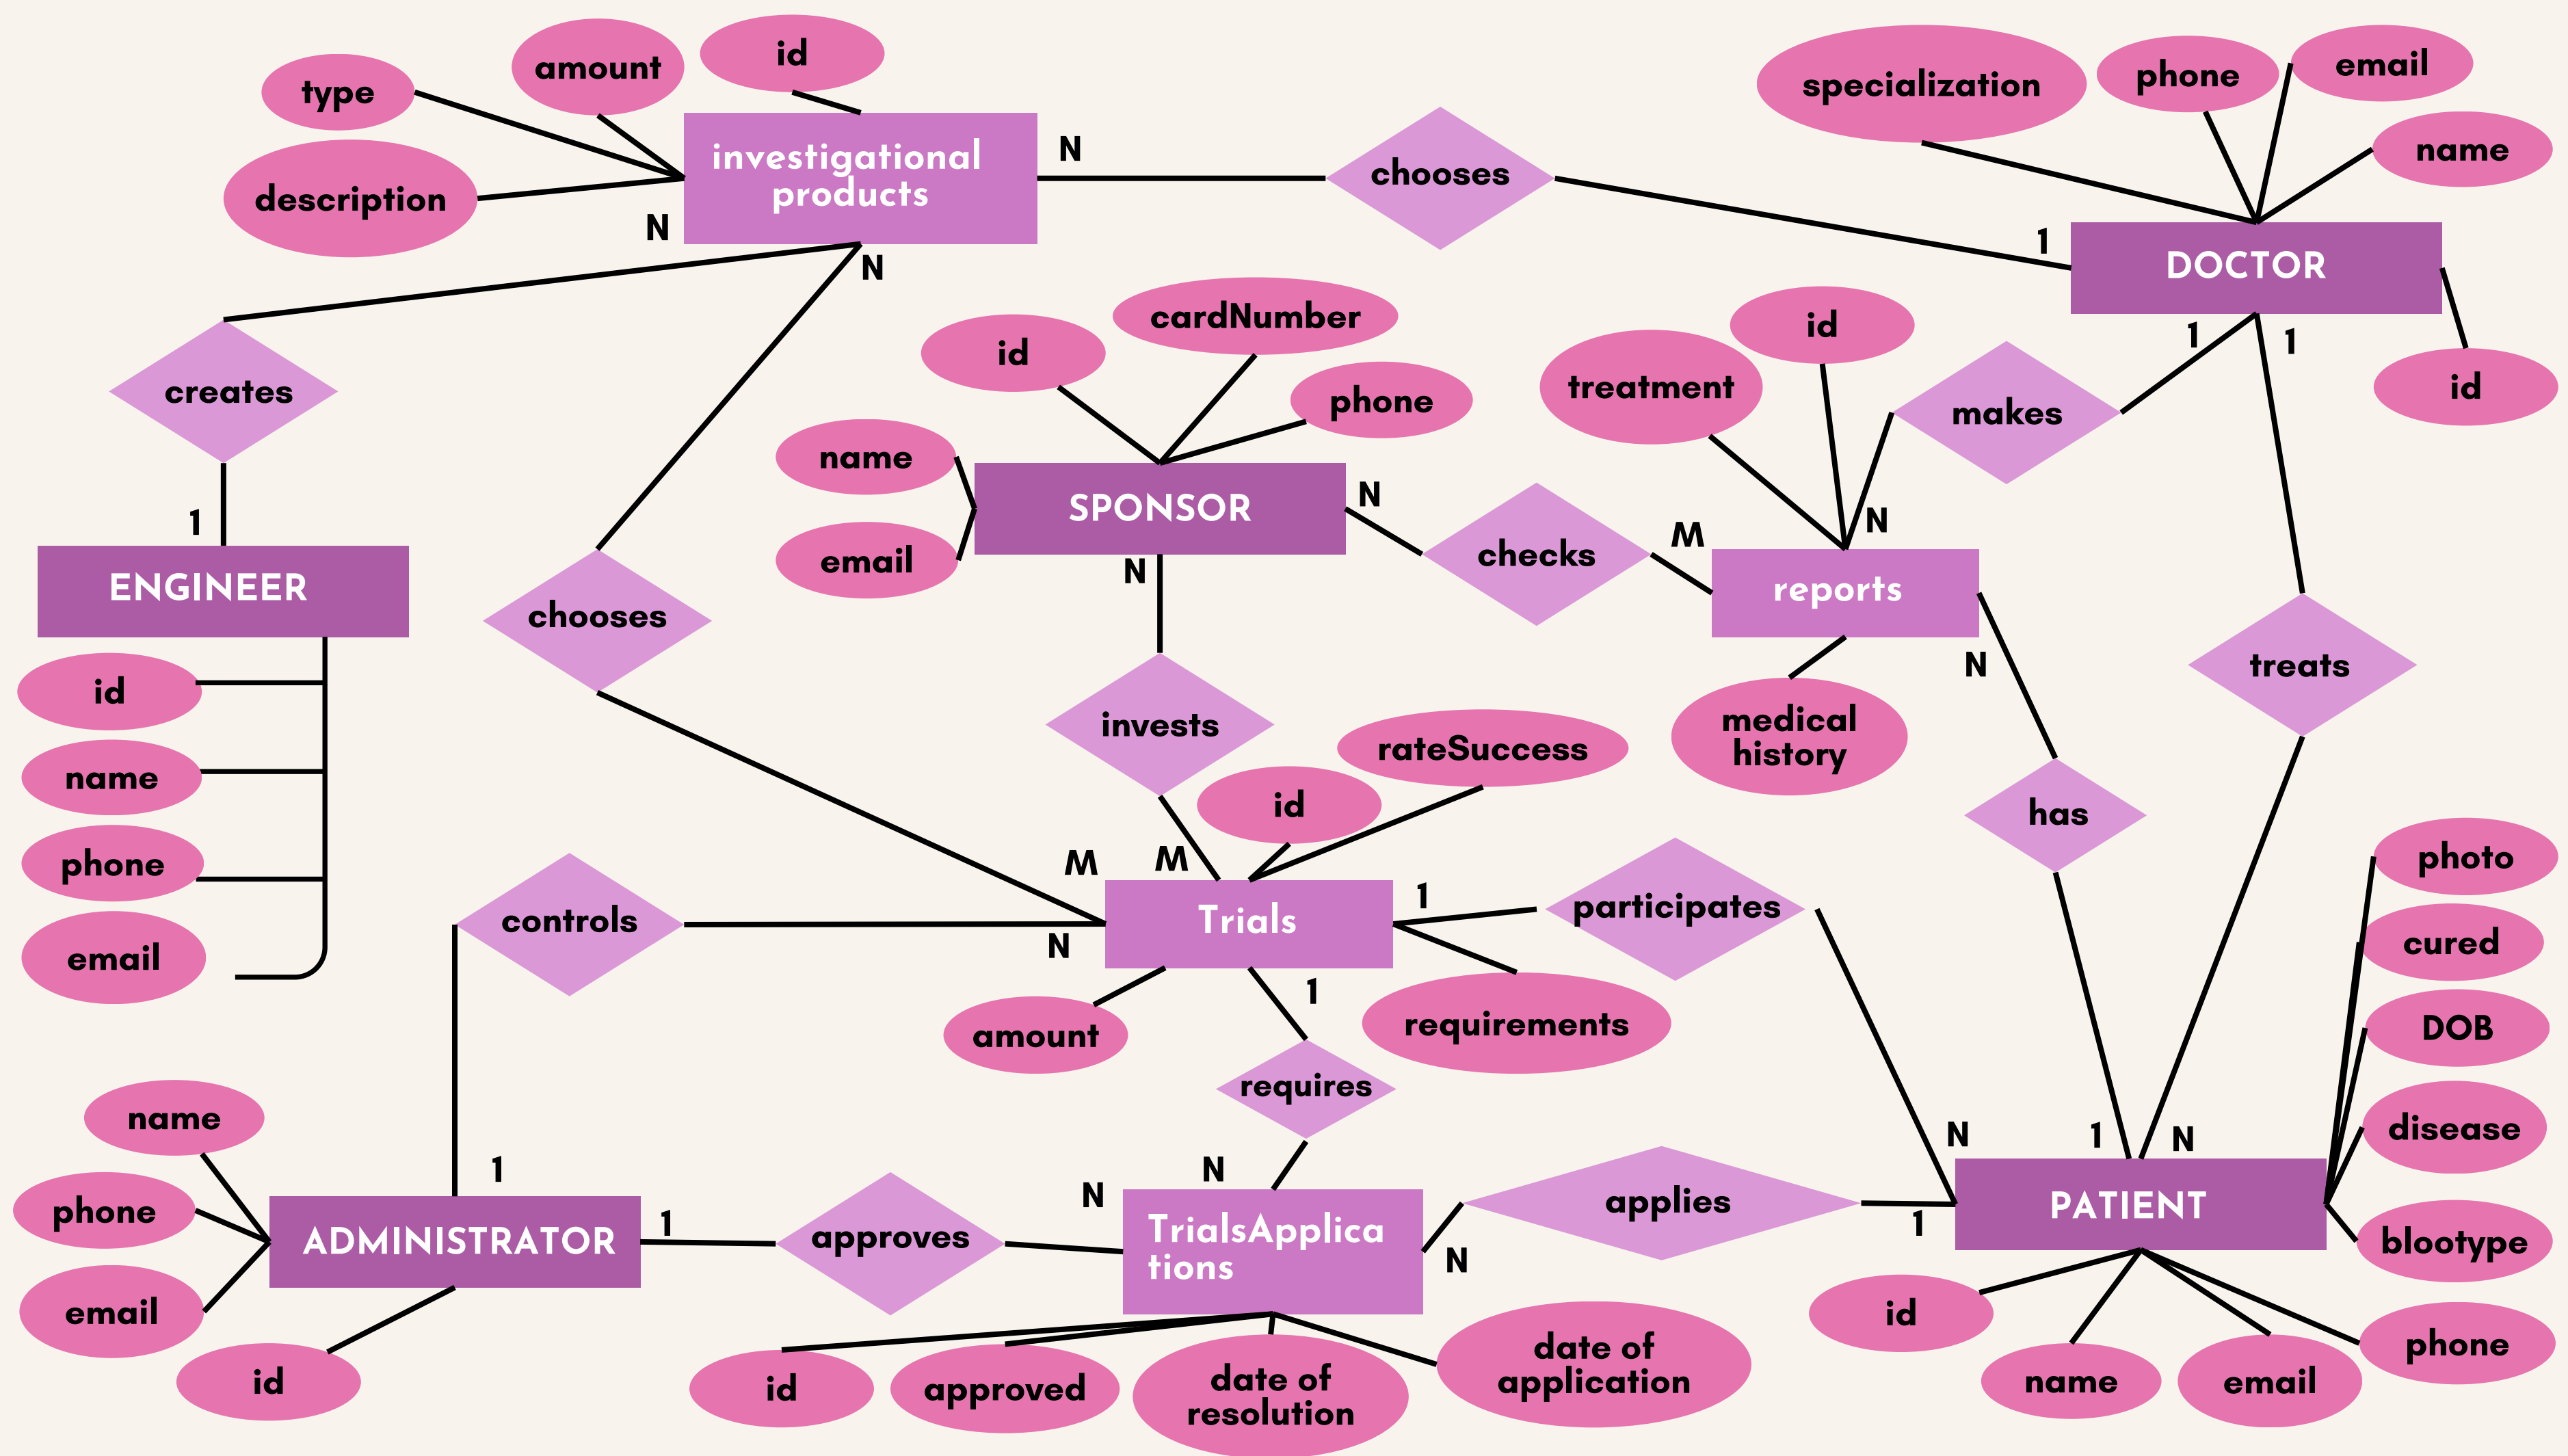 id
amount
type
description
investigational
products
N
N
N
chooses
1
specialization
phone
email
name
DOCTOR
id
1
1
creates
1
ENGINEER
id
name
phone
email
chooses
id
cardNumber
phone
name
email
SPONSOR
N
N
checks
M
treatment
id
makes
N
reports
N
medical
history
treats
has
invests
rateSuccess
id
M
M
N
Trials
1
1
participates
requirements
amount
controls
requires
N
N
name
phone
email
id
1
1
ADMINISTRATOR
approves
TrialsApplica
tions
N
applies
1
N
1
N
PATIENT
photo
cured
DOB
disease
blootype
phone
email
name
id
id
approved
date of
resolution
date of
application